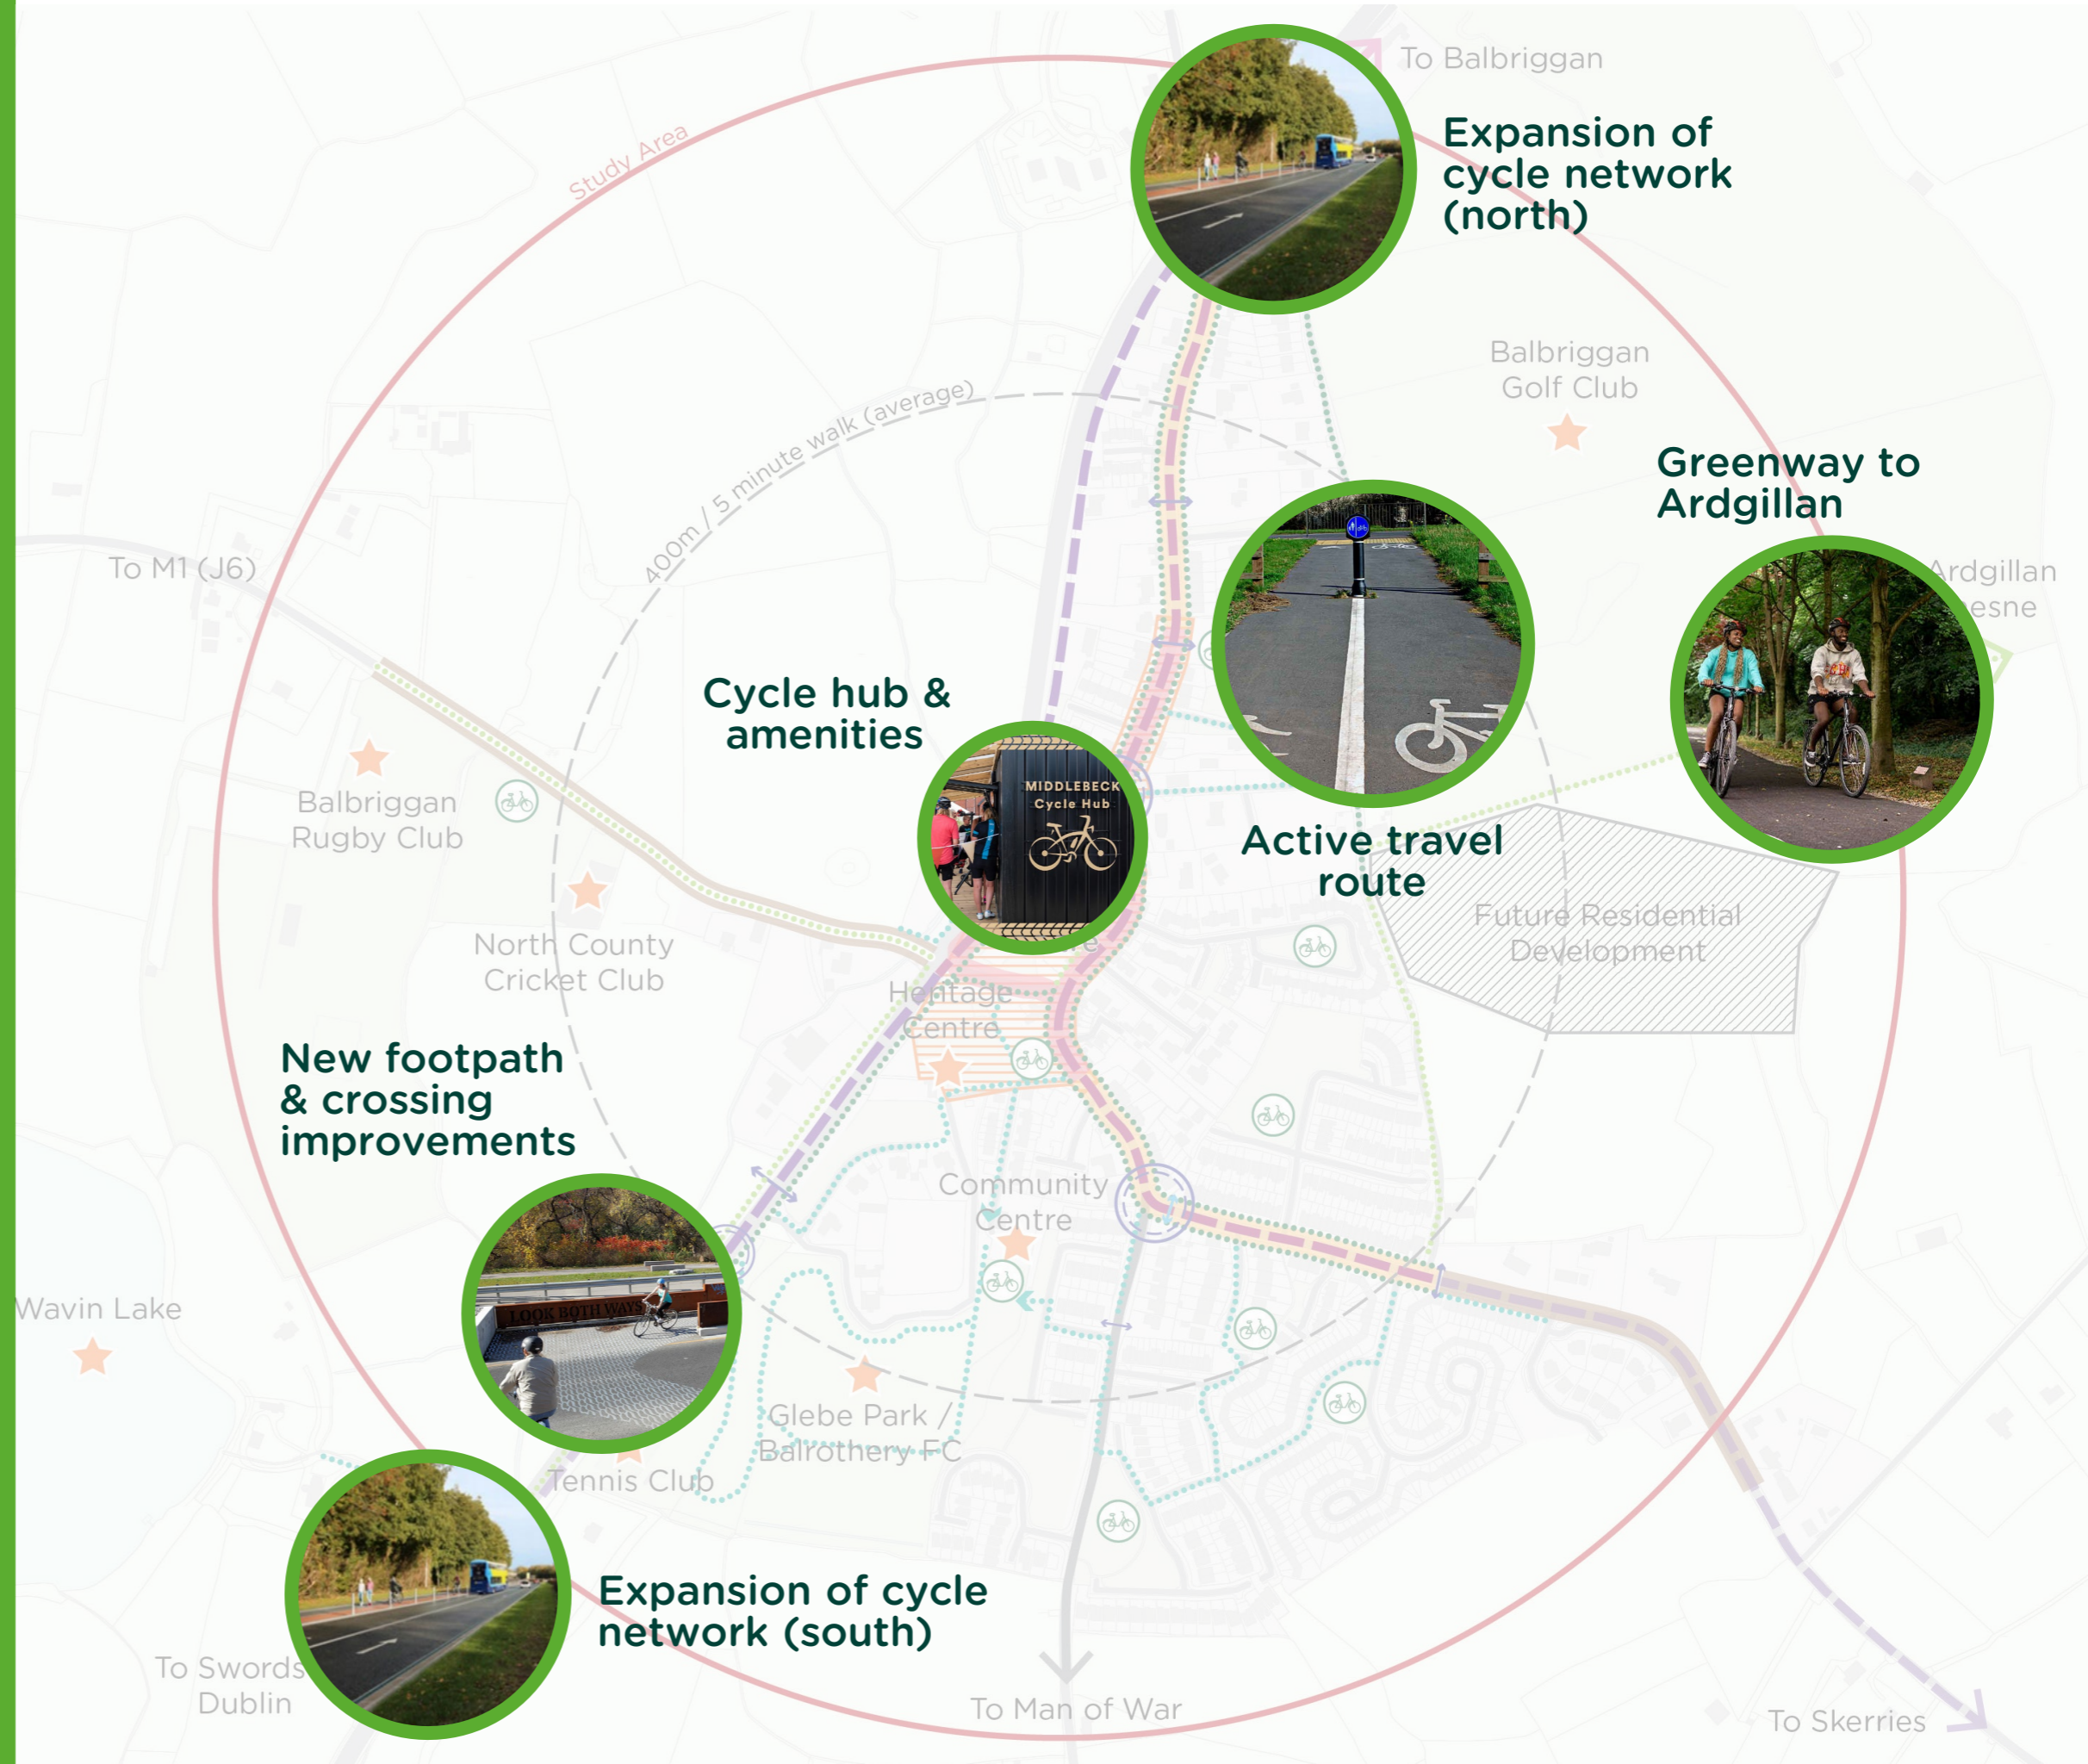 To Balbriggan
Expansion of
cycle network
(north)
Study Area
Balbriggan
Golf Club
400m / 5 minute walk (average)
Greenway to
Ardgillan
To M1 (J6)
Ardgillan
Cycle hub &
amenities
MIDDLEBECK
Cycle Hub
Balbriggan
Rugby Club
Active travel
route
Future Residential
Development
North County
Cricket Club
Heritage
Centre
New footpath
& crossing
improvements
Community
Centre
LOOK BOTH WAYS
Wavin Lake
Glebe Park /
Balrothery FC
Tennis Club
Expansion of cycle
network (south)
To Swords
Dublin
To Man of War
To Skerries